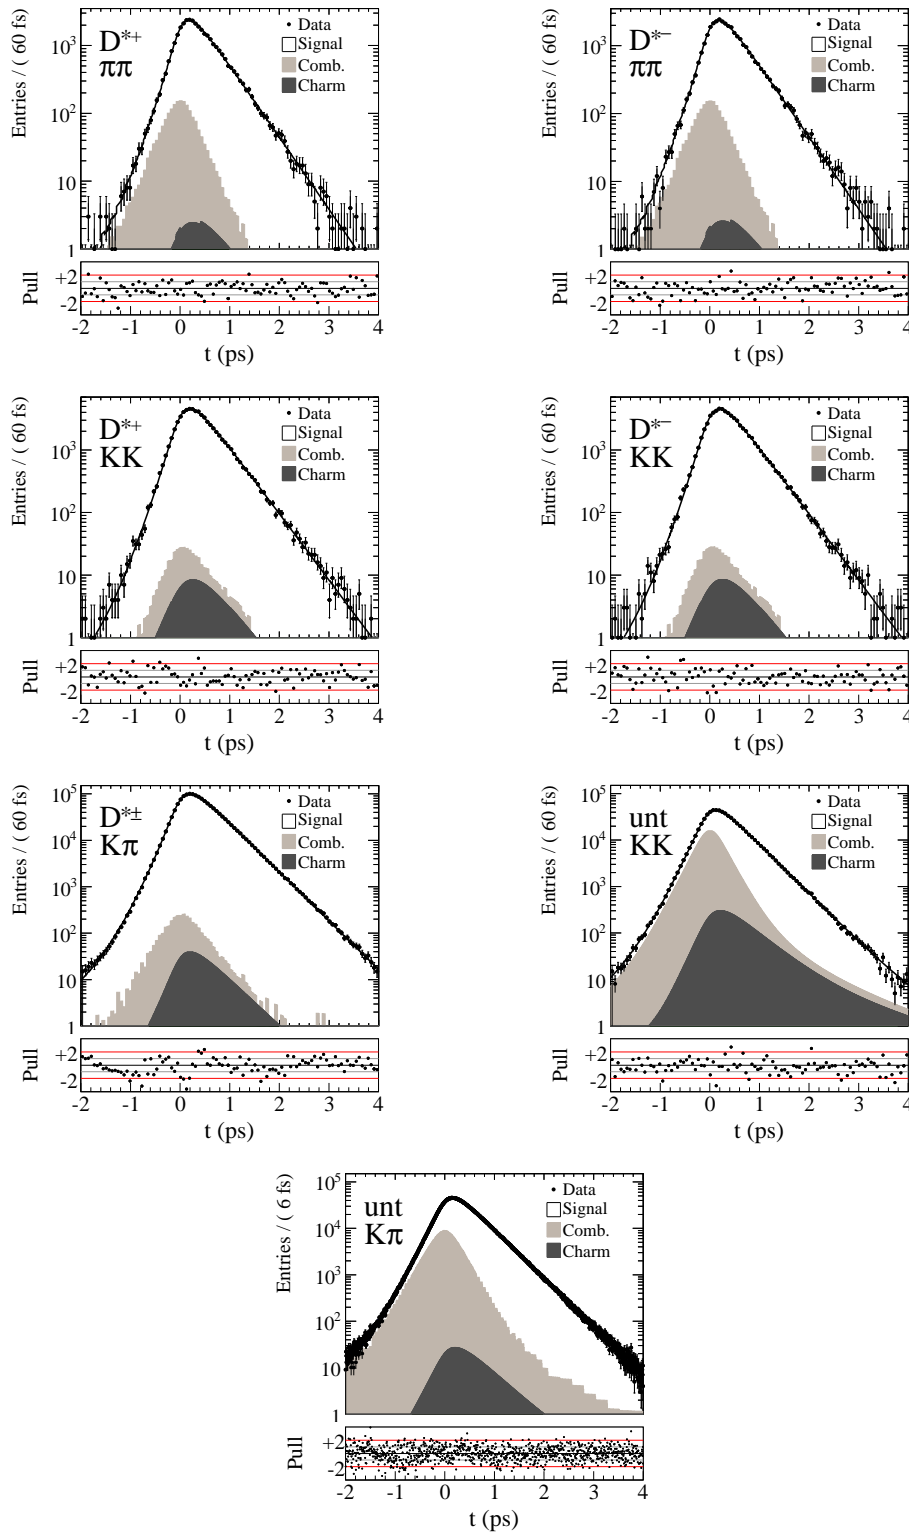 Entries / ( 60 fs)
10³
10²
10
1
D*+
ππ
Data
Signal
Comb.
Charm
Pull
+2
-2
-2 -1 0 1 2 3 4
t (ps)
Entries / ( 60 fs)
10³
10²
10
1
D*−
ππ
Data
Signal
Comb.
Charm
Pull
+2
-2
-2 -1 0 1 2 3 4
t (ps)
Entries / ( 60 fs)
10³
10²
10
1
D*+
KK
Data
Signal
Comb.
Charm
Pull
+2
-2
-2 -1 0 1 2 3 4
t (ps)
Entries / ( 60 fs)
10³
10²
10
1
D*−
KK
Data
Signal
Comb.
Charm
Pull
+2
-2
-2 -1 0 1 2 3 4
t (ps)
Entries / ( 60 fs)
10⁵
10⁴
10³
10²
10
1
D*±
Kπ
Data
Signal
Comb.
Charm
Pull
+2
-2
-2 -1 0 1 2 3 4
t (ps)
Entries / ( 60 fs)
10⁵
10⁴
10³
10²
10
1
unt
KK
Data
Signal
Comb.
Charm
Pull
+2
-2
-2 -1 0 1 2 3 4
t (ps)
Entries / ( 6 fs)
10⁵
10⁴
10³
10²
10
1
unt
Kπ
Data
Signal
Comb.
Charm
Pull
+2
-2
-2 -1 0 1 2 3 4
t (ps)